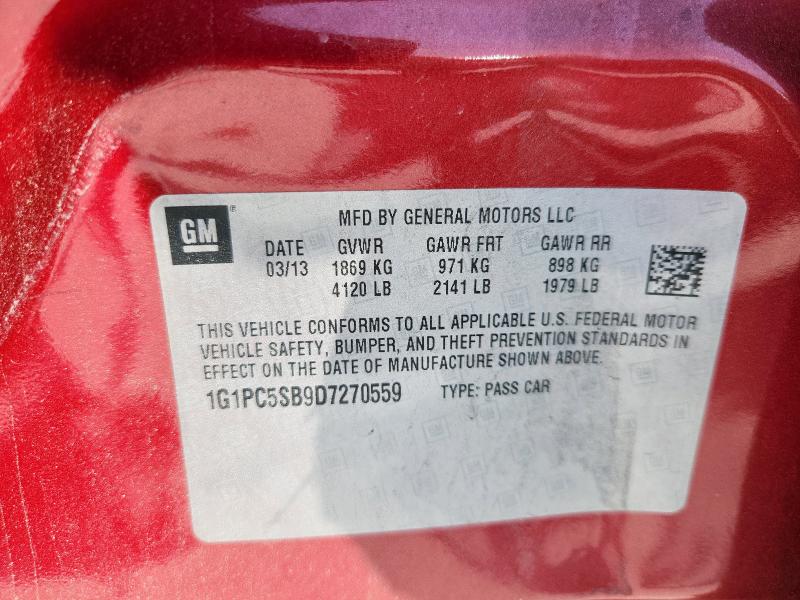 GM
MFD BY GENERAL MOTORS LLC
DATE GVWR GAWR FRT GAWR RR
03/13 1869 KG 971 KG 898 KG
4120 LB 2141 LB 1979 LB
THIS VEHICLE CONFORMS TO ALL APPLICABLE U.S. FEDERAL MOTOR
VEHICLE SAFETY, BUMPER, AND THEFT PREVENTION STANDARDS IN
EFFECT ON THE DATE OF MANUFACTURE SHOWN ABOVE.
1G1PC5SB9D7270559 TYPE: PASS CAR